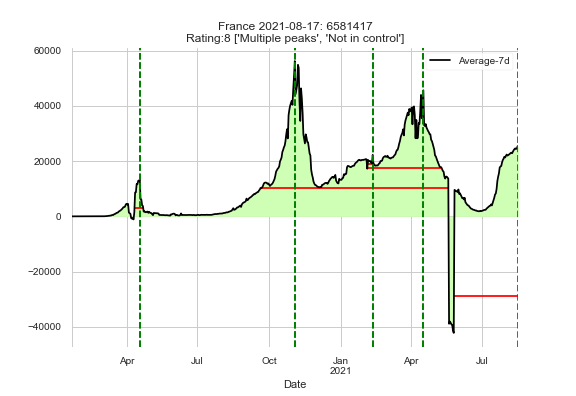 France 2021-08-17: 6581417
Rating:8 ['Multiple peaks', 'Not in control']
60000
Average-7d
40000
20000
0
−20000
−40000
Apr
Jul
Oct
Jan
2021
Apr
Jul
Date